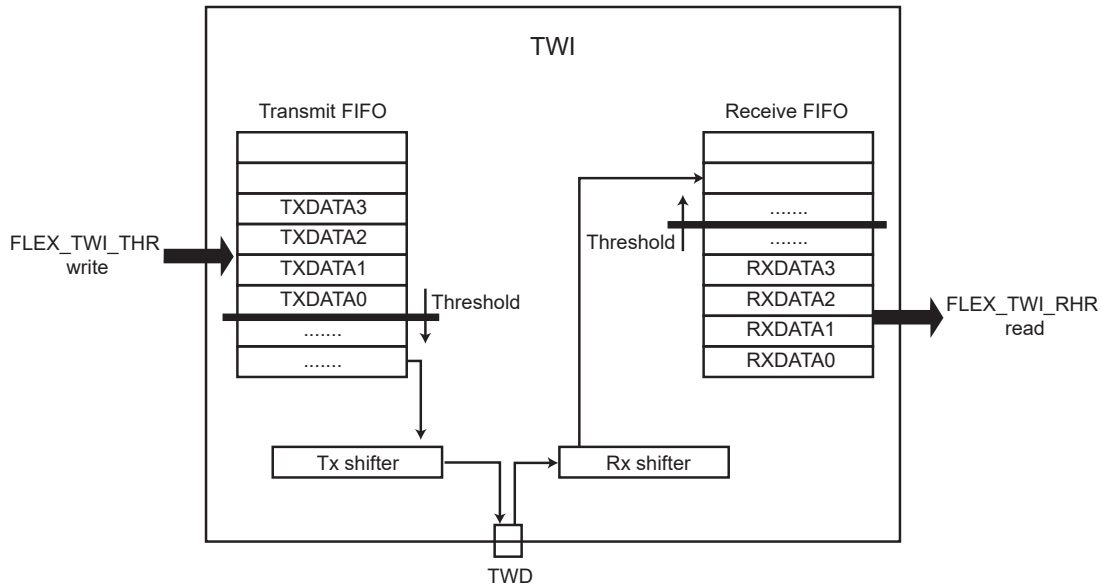 TWI
Transmit FIFO
TXDATA3
TXDATA2
TXDATA1
TXDATA0
.......
.......
FLEX_TWI_THR
write
Threshold
Receive FIFO
.......
.......
RXDATA3
RXDATA2
RXDATA1
RXDATA0
Threshold
FLEX_TWI_RHR
read
Tx shifter
Rx shifter
TWD